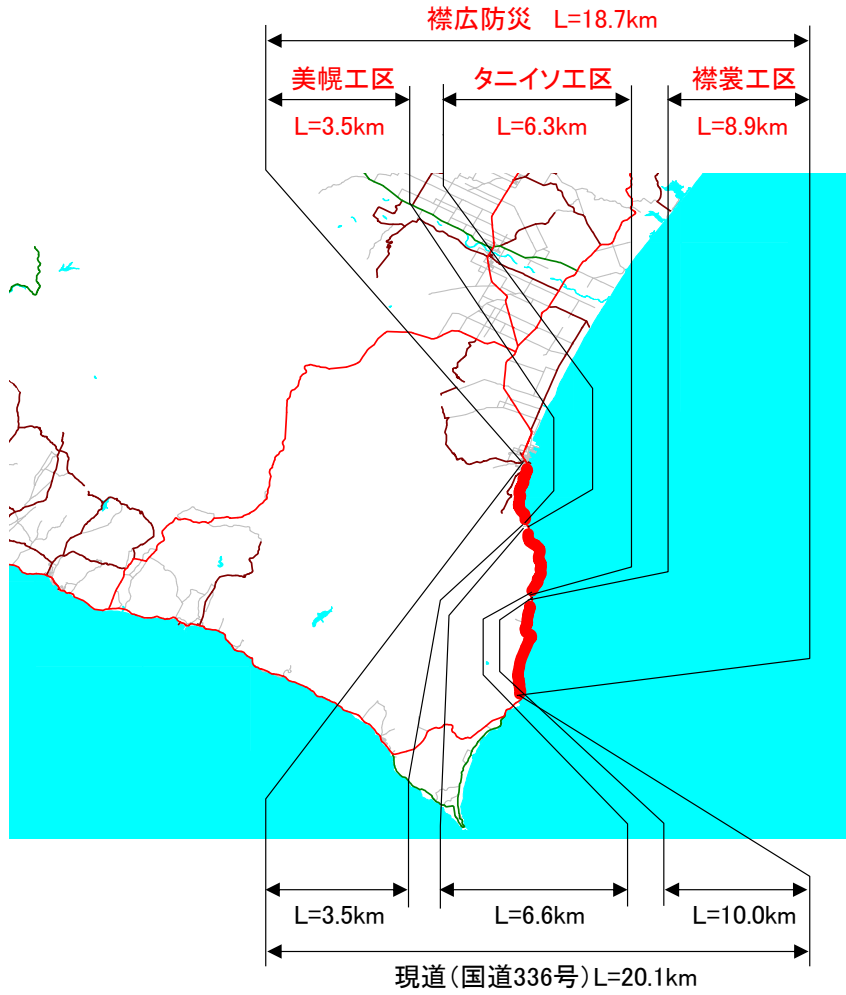 襟広防災 L=18.7km
美幌工区 タニイソ工区 襟裳工区
L=3.5km L=6.3km L=8.9km
L=3.5km L=6.6km L=10.0km
現道(国道336号)L=20.1km